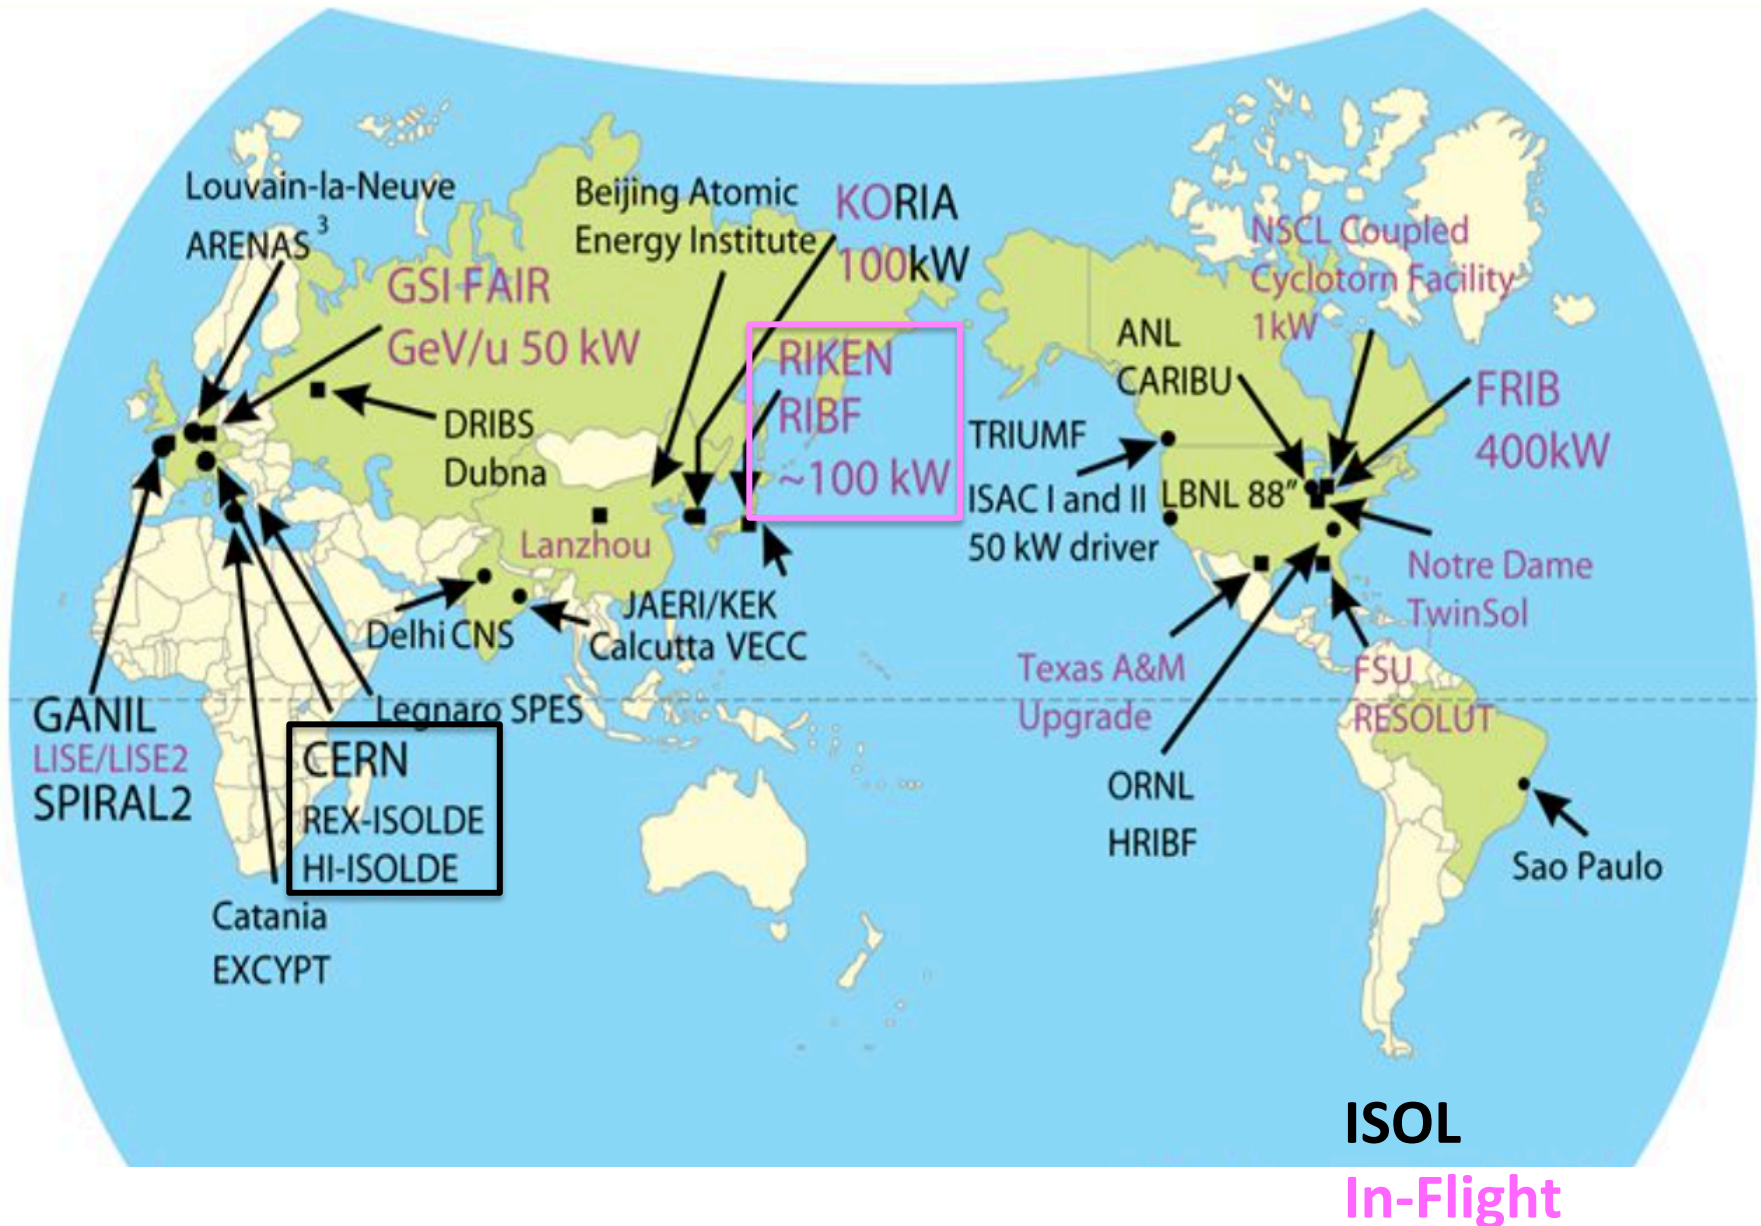 Louvain-la-Neuve
ARENAS 3
GSI FAIR
GeV/u 50 kW
DRIBS
Dubna
Beijing Atomic
Energy Institute
KORIA
100kW
RIKEN
RIBF
~100 kW
Lanzhou
Delhi CNS
JAERI/KEK
Calcutta VECC
GANIL
LISE/LISE2
SPIRAL2
Legnaro SPES
CERN
REX-ISOLDE
HI-ISOLDE
Catania
EXCYPT
NSCL Coupled
Cyclotorn Facility
1kW
ANL
CARIBU
FRIB
400kW
TRIUMF
ISAC I and II
50 kW driver
LBNL 88”
Notre Dame
TwinSol
Texas A&M
Upgrade
FSU
RESOLUT
ORNL
HRIBF
Sao Paulo
ISOL
In-Flight